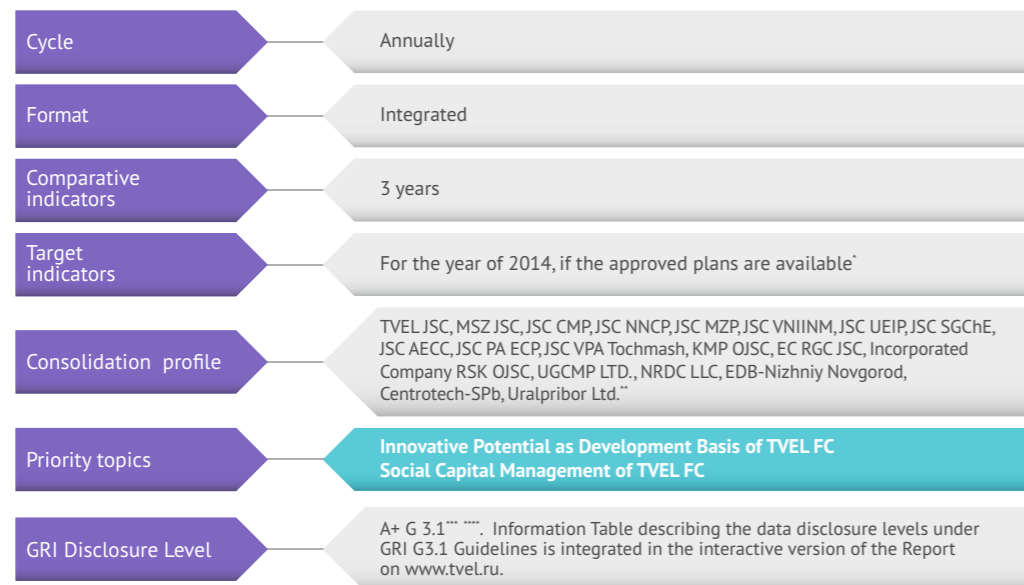 Cycle
Annually
Format
Integrated
Comparative
indicators
3 years
Target
indicators
For the year of 2014, if the approved plans are available*
Consolidation profile
TVEL JSC, MSZ JSC, JSC CMP, JSC NNCP, JSC MZP, JSC VNIINM, JSC UEIP, JSC SGChE,
JSC AECC, JSC PA ECP, JSC VPA Tochmash, KMP OJSC, EC RGC JSC, Incorporated
Company RSK OJSC, UGCMP LTD., NRDC LLC, EDB-Nizhniy Novgorod,
Centrotech-SPb, Uralpribor Ltd.**
Priority topics
Innovative Potential as Development Basis of TVEL FC
Social Capital Management of TVEL FC
GRI Disclosure Level
A+ G 3.1*** ****. Information Table describing the data disclosure levels under
GRI G3.1 Guidelines is integrated in the interactive version of the Report
on www.tvel.ru.